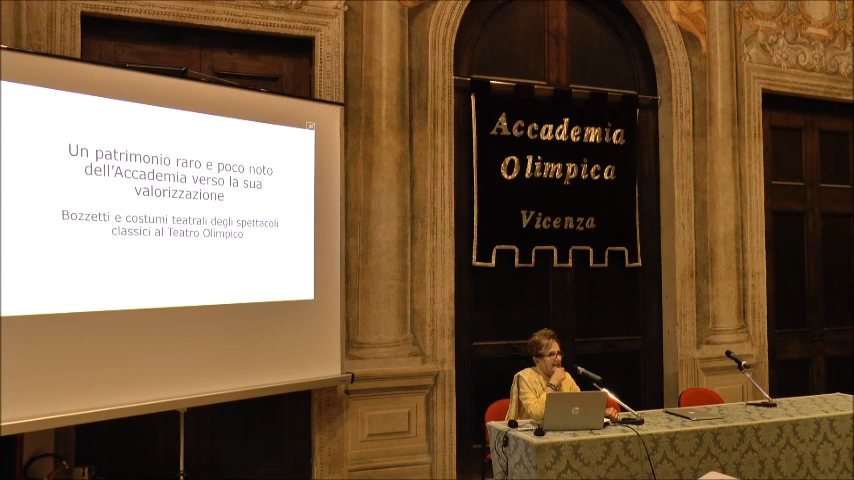 Un patrimonio raro e poco noto
dell'Accademia verso la sua
valorizzazione
Bozzetti e costumi teatrali degli spettacoli
classici al Teatro Olimpico
Accademia
Olimpica
Vicenza
hp